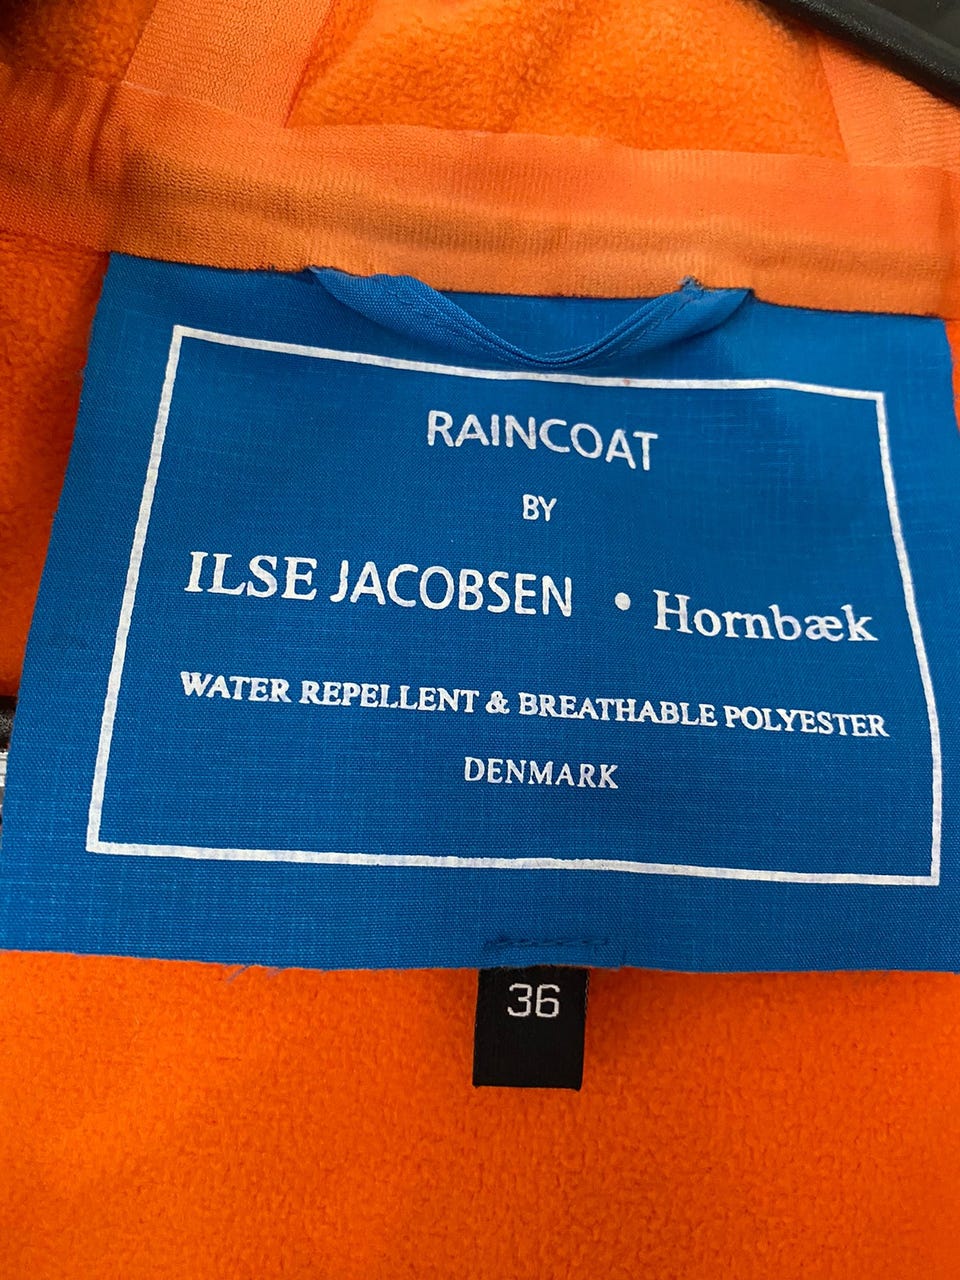 RAINCOAT
BY
ILSE JACOBSEN • Hornbæk
WATER REPELLENT & BREATHABLE POLYESTER
DENMARK
36